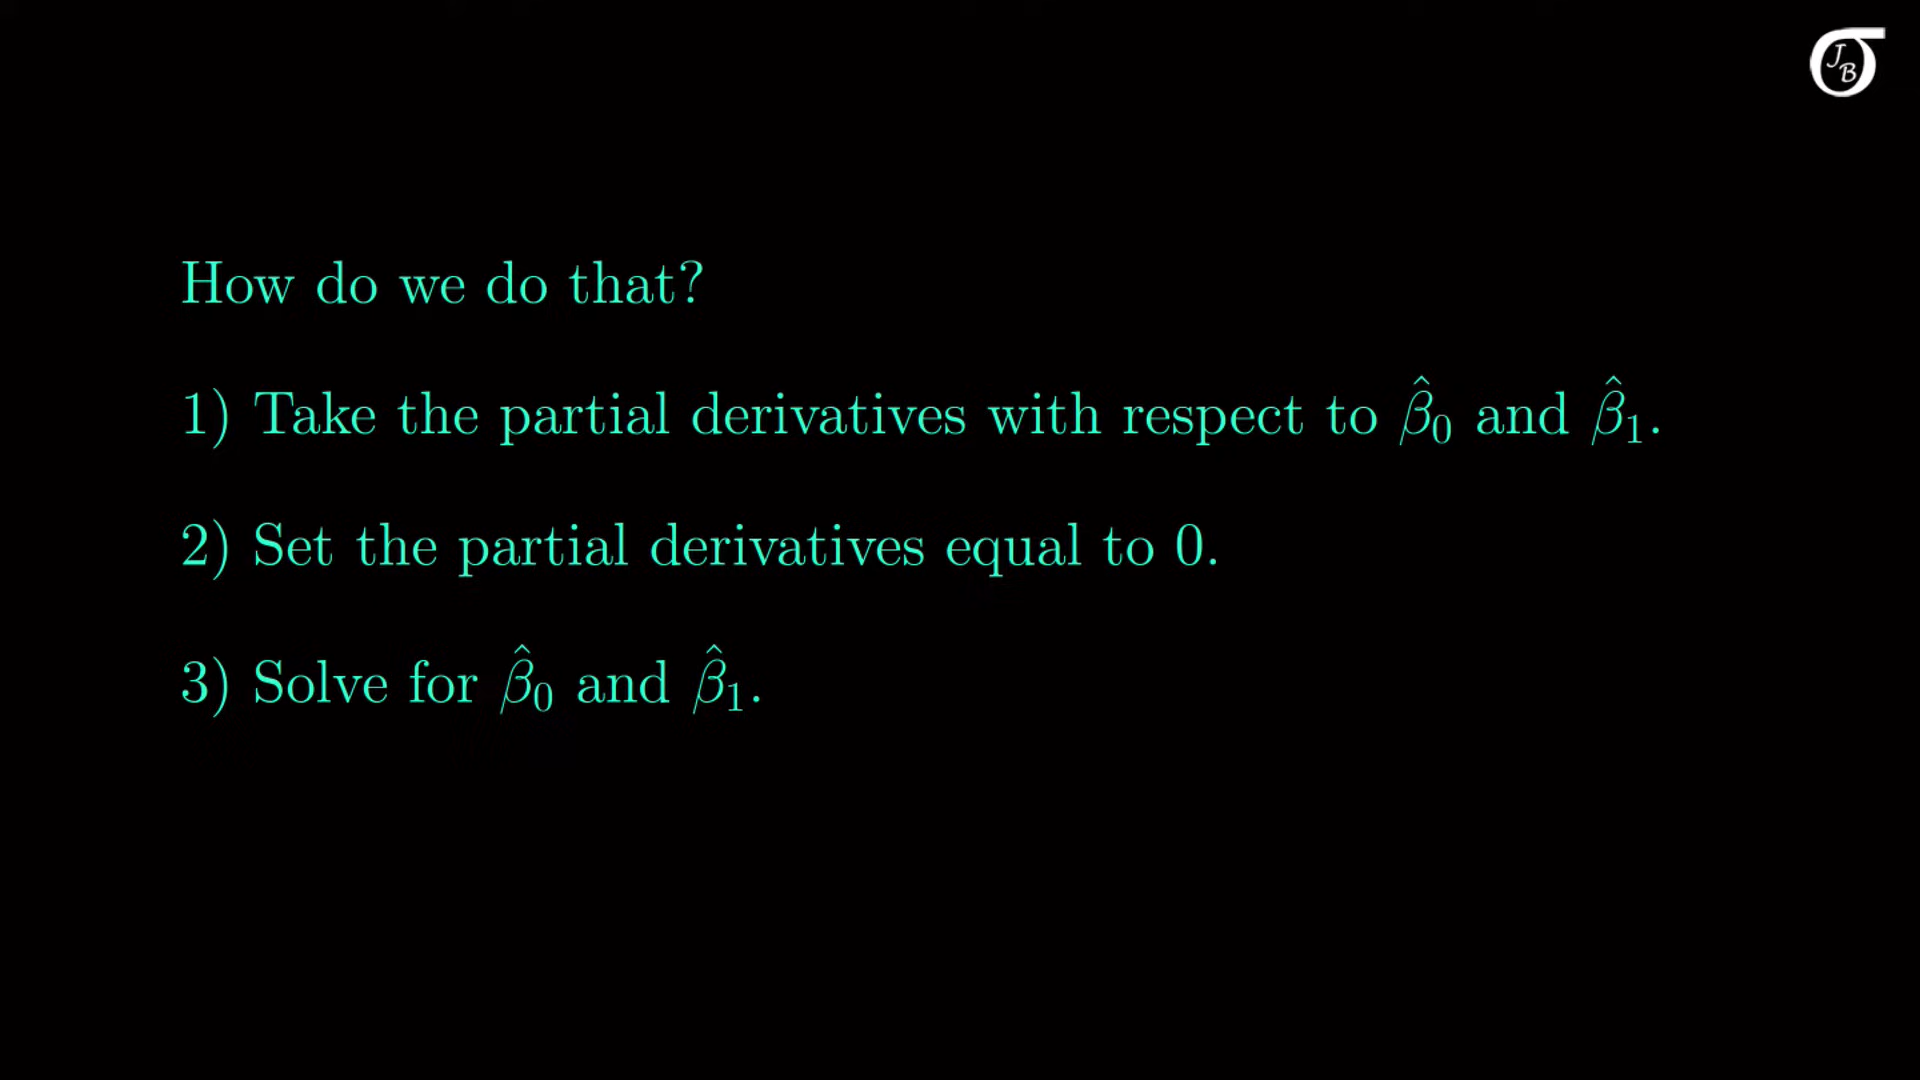 How do we do that?
1) Take the partial derivatives with respect to β̂₀ and β̂₁.
2) Set the partial derivatives equal to 0.
3) Solve for β̂₀ and β̂₁.
JB